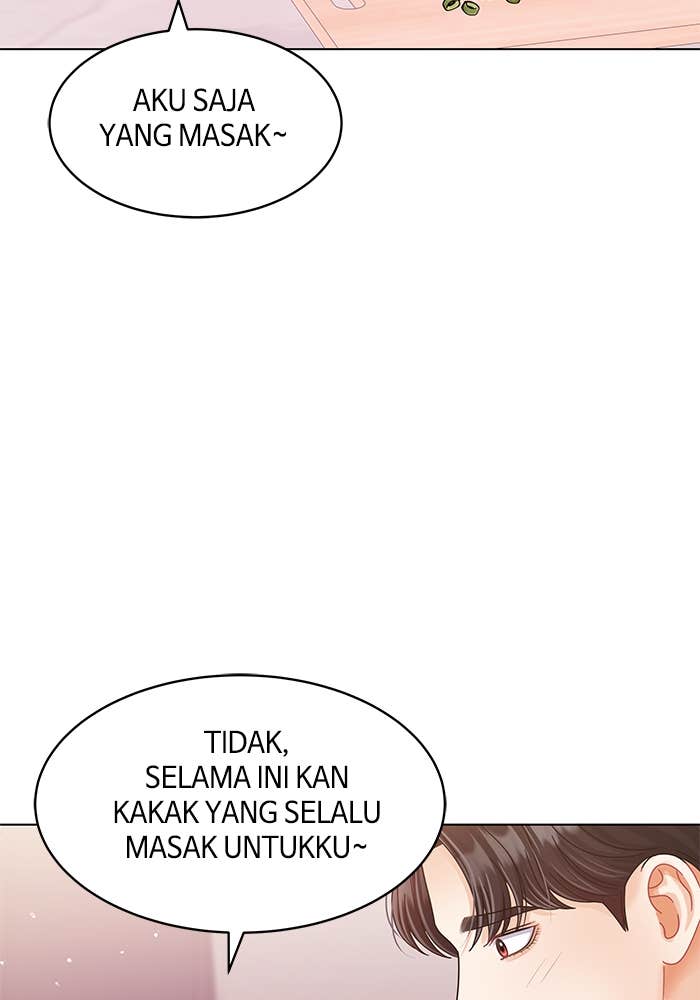 AKU SAJA
YANG MASAK~
TIDAK,
SELAMA INI KAN
KAKAK YANG SELALU
MASAK UNTUKKU~